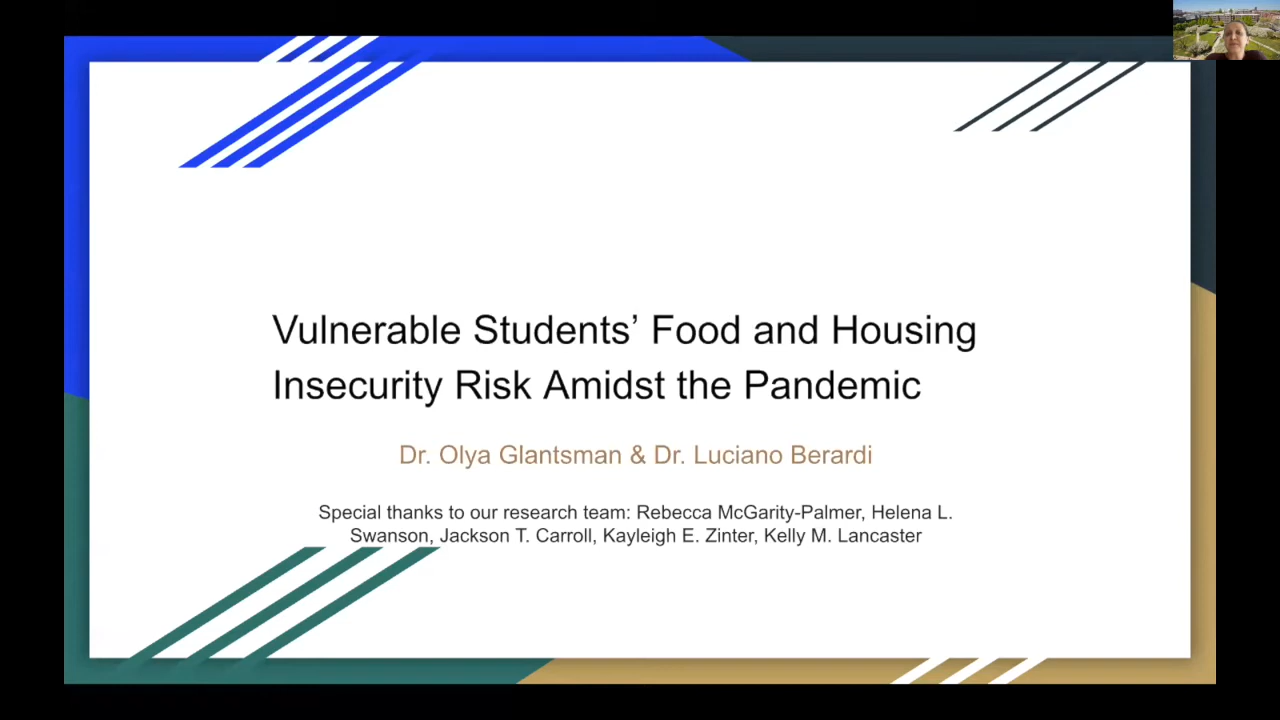 Vulnerable Students’ Food and Housing
Insecurity Risk Amidst the Pandemic
Dr. Olya Glantsman & Dr. Luciano Berardi
Special thanks to our research team: Rebecca McGarity-Palmer, Helena L.
Swanson, Jackson T. Carroll, Kayleigh E. Zinter, Kelly M. Lancaster